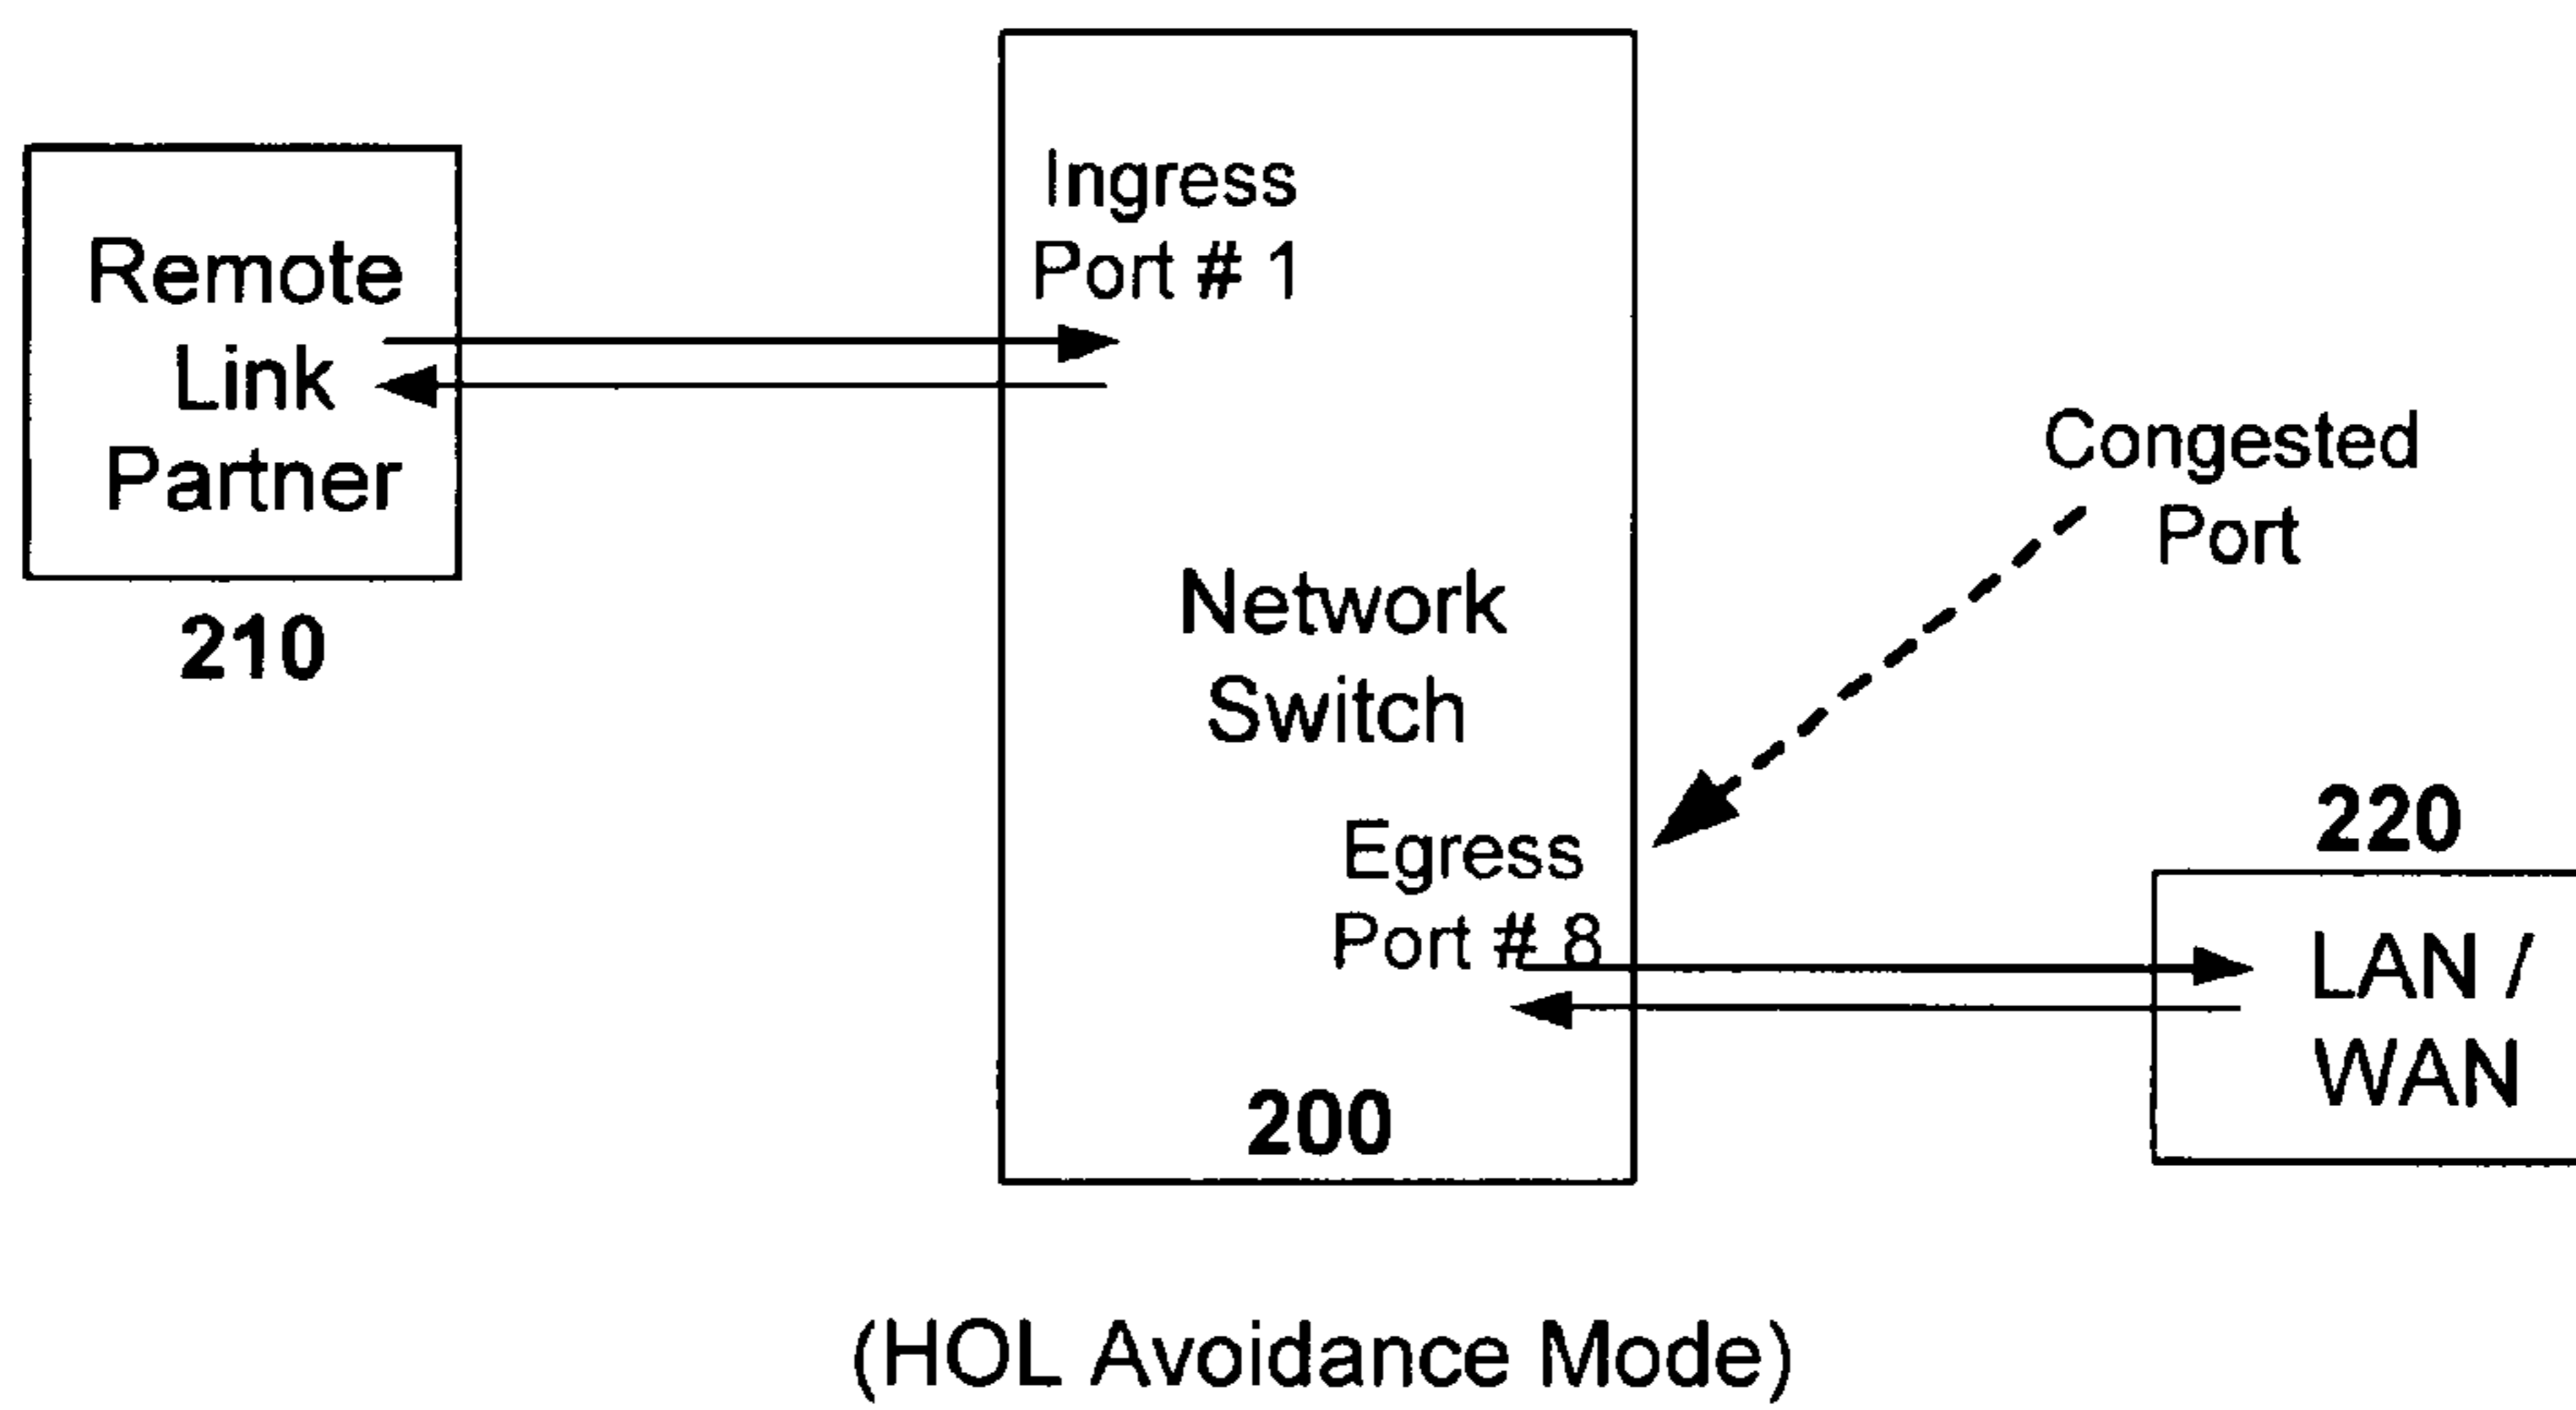 Remote
Link
Partner
210
Ingress
Port # 1
Network
Switch
Egress
Port # 8
200
Congested
Port
220
LAN /
WAN
(HOL Avoidance Mode)